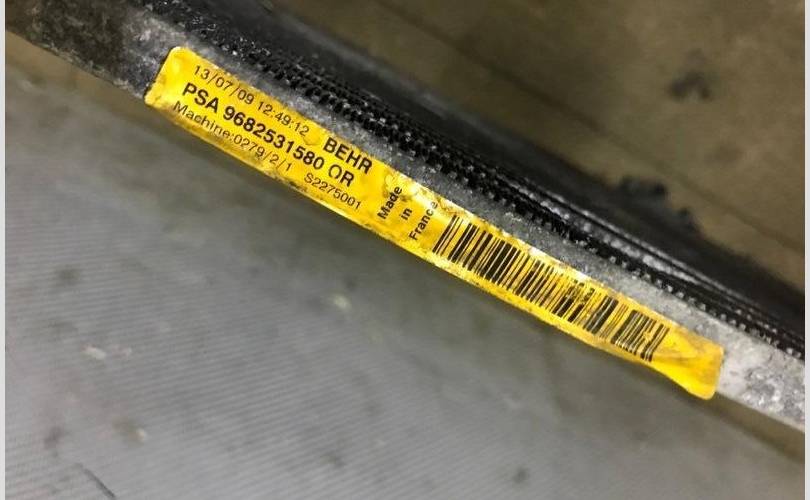 13/07/09 12:49:12 BEHR
PSA 9682531580 OR
Machine:0279/2/1 S2275001
Made
in
France